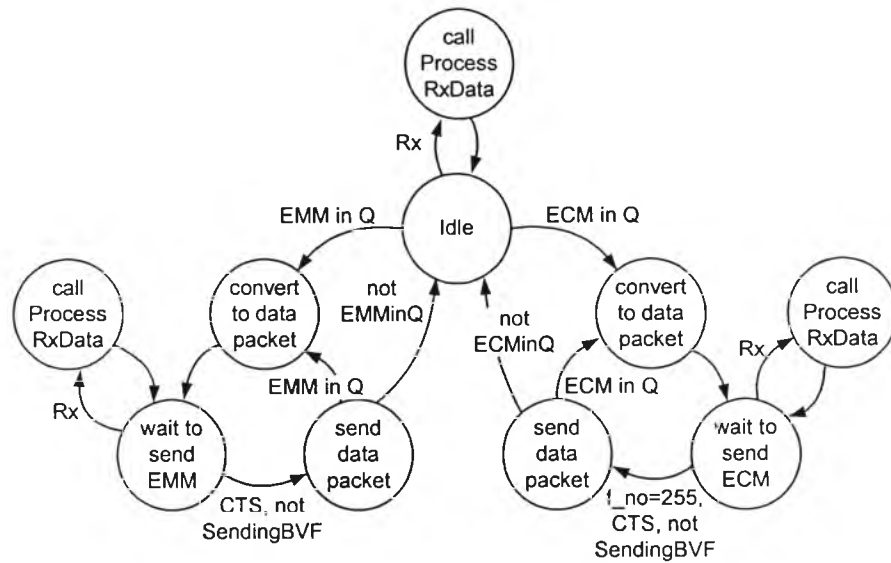 call
Process
RxData
Rx
Idle
EMM in Q
ECM in Q
call
Process
RxData
convert
to data
packet
not
EMMinQ
not
ECMinQ
convert
to data
packet
call
Process
RxData
Rx
Rx
EMM in Q
ECM in Q
wait to
send
EMM
send
data
packet
send
data
packet
wait to
send
ECM
CTS, not
SendingBVF
f_no=255,
CTS, not
SendingBVF